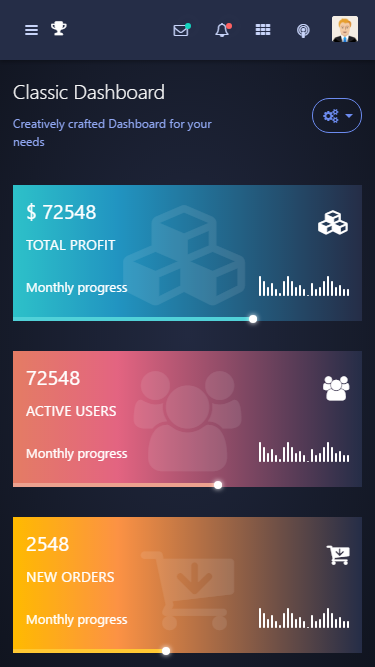 Classic Dashboard
Creatively crafted Dashboard for your
needs
$ 72548
TOTAL PROFIT
Monthly progress
72548
ACTIVE USERS
Monthly progress
2548
NEW ORDERS
Monthly progress